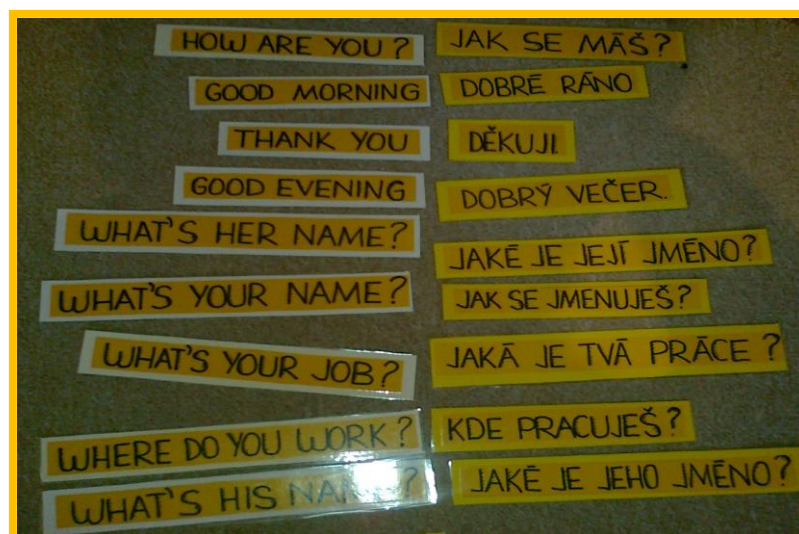 HOW ARE YOU? JAK SE MÁŠ?
GOOD MORNING DOBRÉ RÁNO
THANK YOU DĚKUJI.
GOOD EVENING DOBRÝ VEČER.
WHAT'S HER NAME? JAKÉ JE JEJÍ JMÉNO?
WHAT'S YOUR NAME? JAK SE JMENUJEŠ?
WHAT'S YOUR JOB? JAKÁ JE TVÁ PRÁCE?
WHERE DO YOU WORK? KDE PRACUJEŠ?
WHAT'S HIS NAME? JAKÉ JE JEHO JMÉNO?